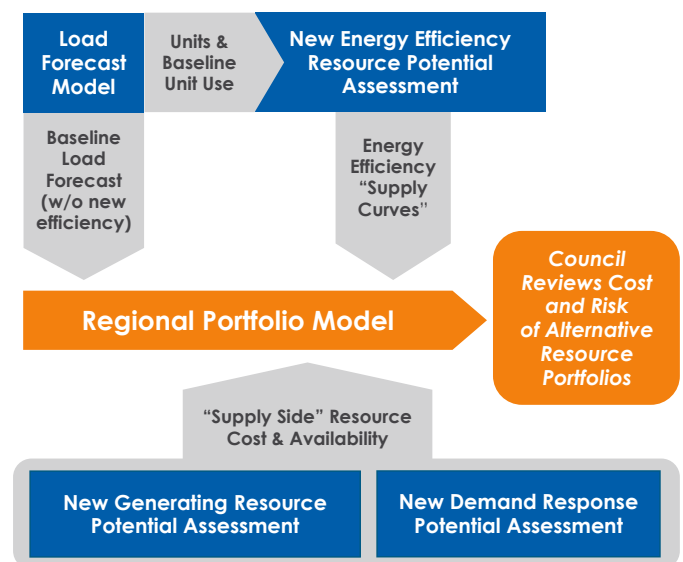 Load
Forecast
Model
Units &
Baseline
Unit Use
New Energy Efficiency
Resource Potential
Assessment
Baseline
Load
Forecast
(w/o new
efficiency)
Energy
Efficiency
“Supply
Curves”
Regional Portfolio Model
Council
Reviews Cost
and Risk
of Alternative
Resource
Portfolios
“Supply Side” Resource
Cost & Availability
New Generating Resource
Potential Assessment
New Demand Response
Potential Assessment